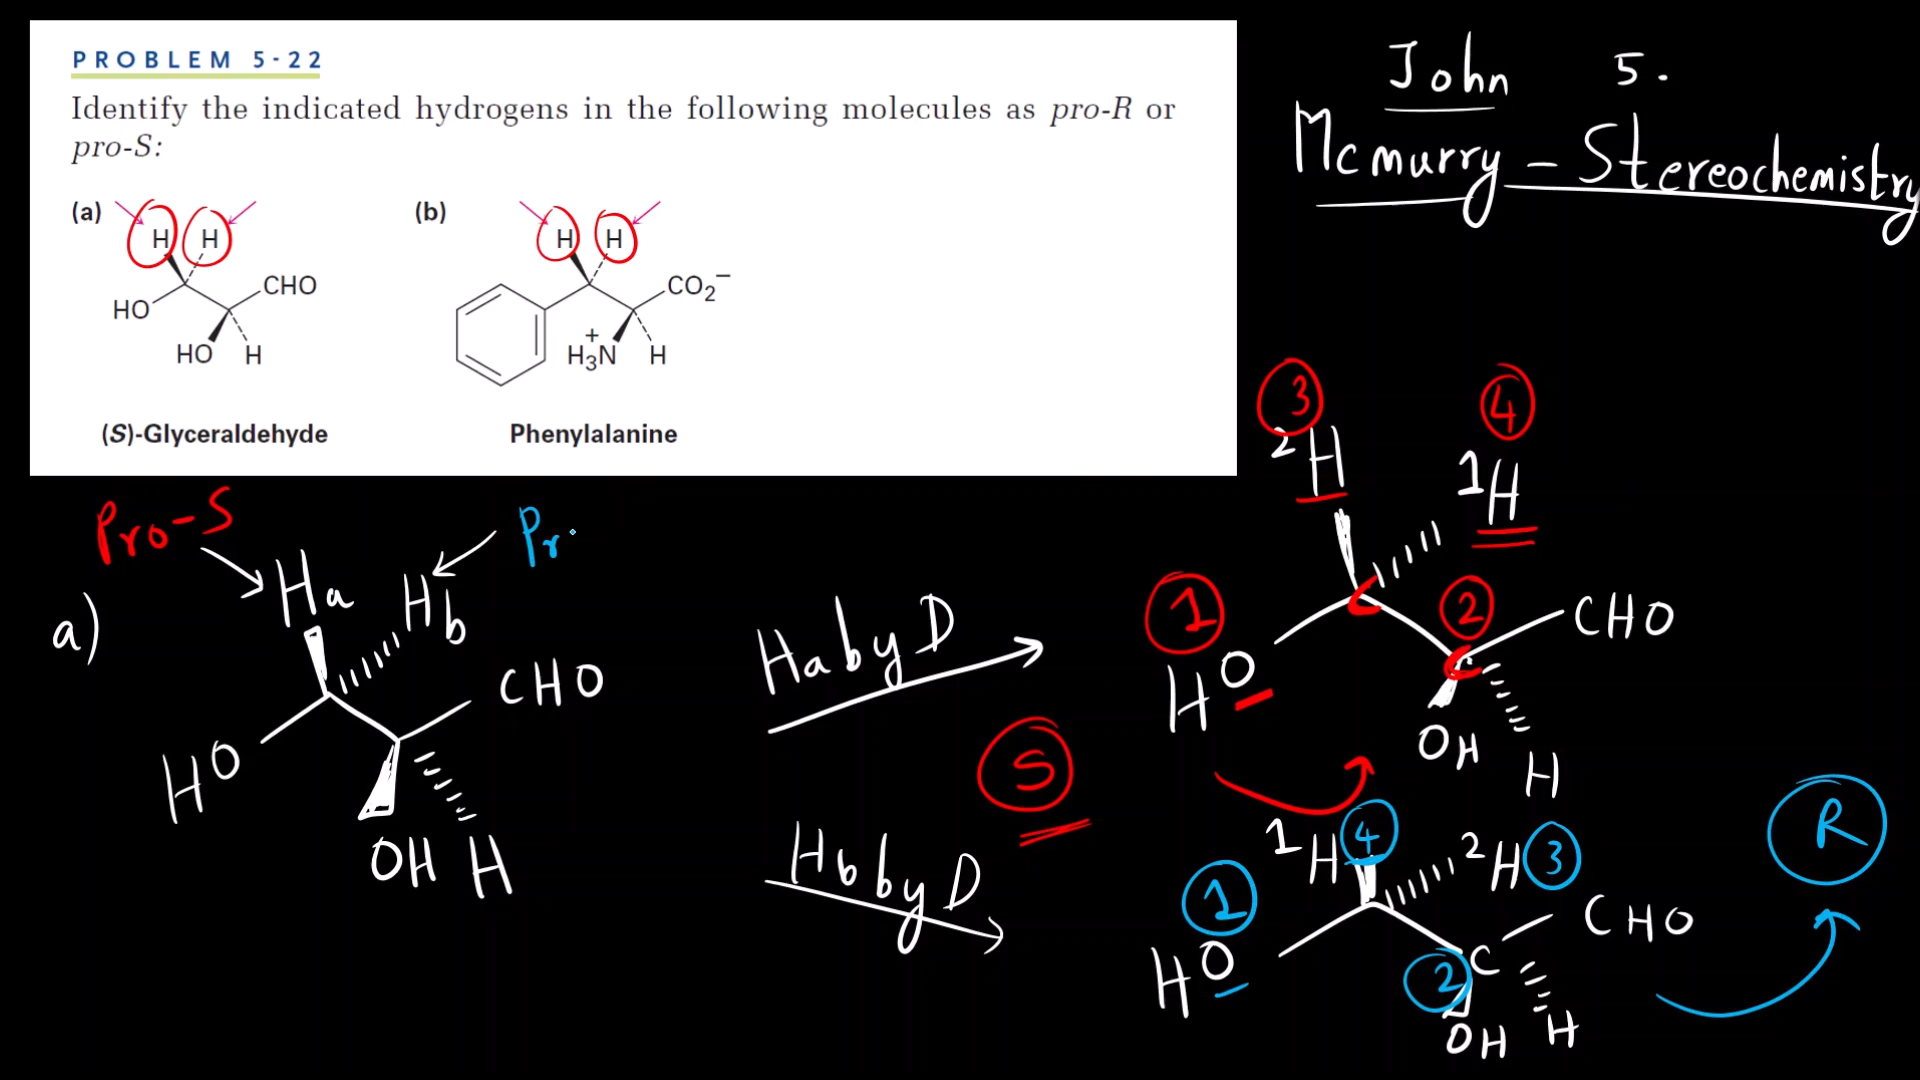 PROBLEM 5-22
Identify the indicated hydrogens in the following molecules as pro-R or
pro-S:
(a)
H H
CHO
HO
HO H
(S)-Glyceraldehyde
(b)
H H
CO2−
+
H3N H
Phenylalanine
John 5.
Mcmurry – Stereochemistry
Pro-S
Pr
a)
Ha Hb
CHO
HO
OH H
Ha by D
S
Hb by D
3 4
2H 1H
1 2
CHO
HO
OH
H
1H 4 2H 3
R
1
CHO
HO 2 C
OH H
C
C